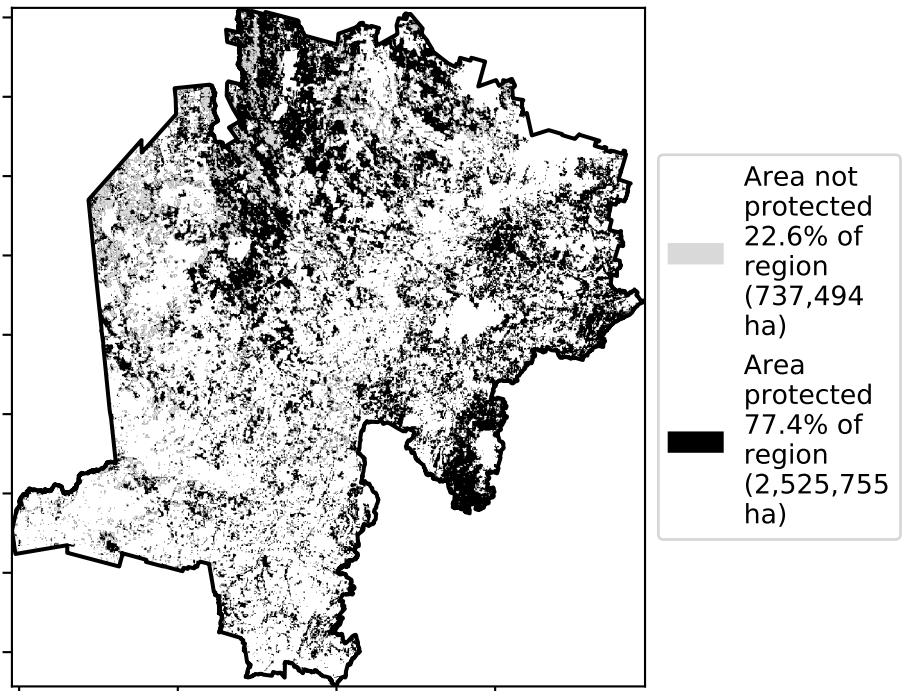 Area not
protected
22.6% of
region
(737,494
ha)
Area
protected
77.4% of
region
(2,525,755
ha)